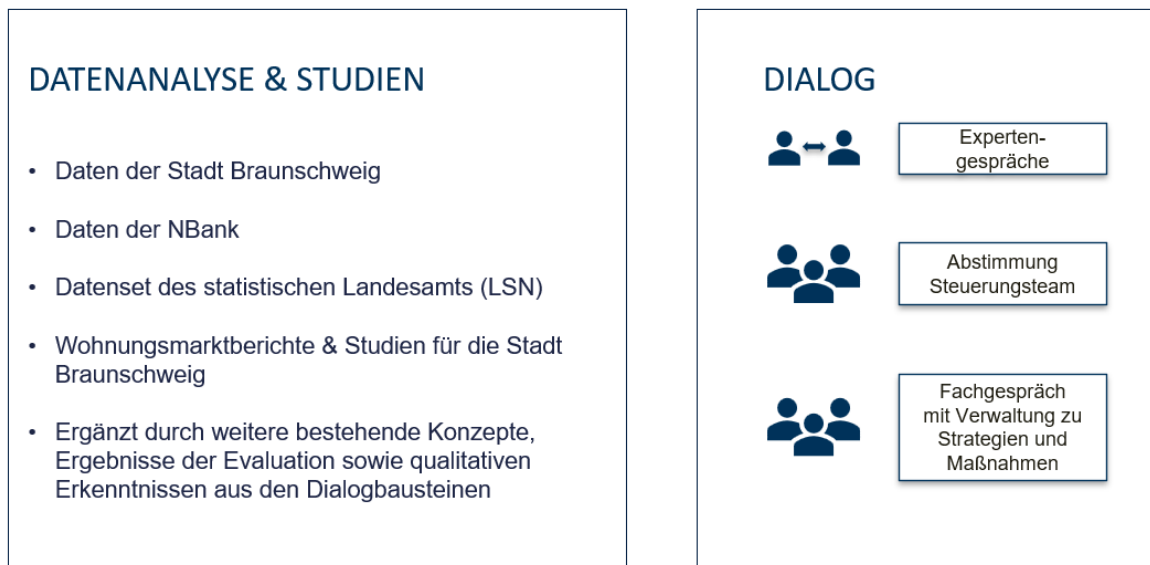 DATENANALYSE & STUDIEN
• Daten der Stadt Braunschweig
• Daten der NBank
• Datenset des statistischen Landesamts (LSN)
• Wohnungsmarktberichte & Studien für die Stadt
Braunschweig
• Ergänzt durch weitere bestehende Konzepte,
Ergebnisse der Evaluation sowie qualitativen
Erkenntnissen aus den Dialogbausteinen
DIALOG
Experten-
gespräche
Abstimmung
Steuerungsteam
Fachgespräch
mit Verwaltung zu
Strategien und
Maßnahmen